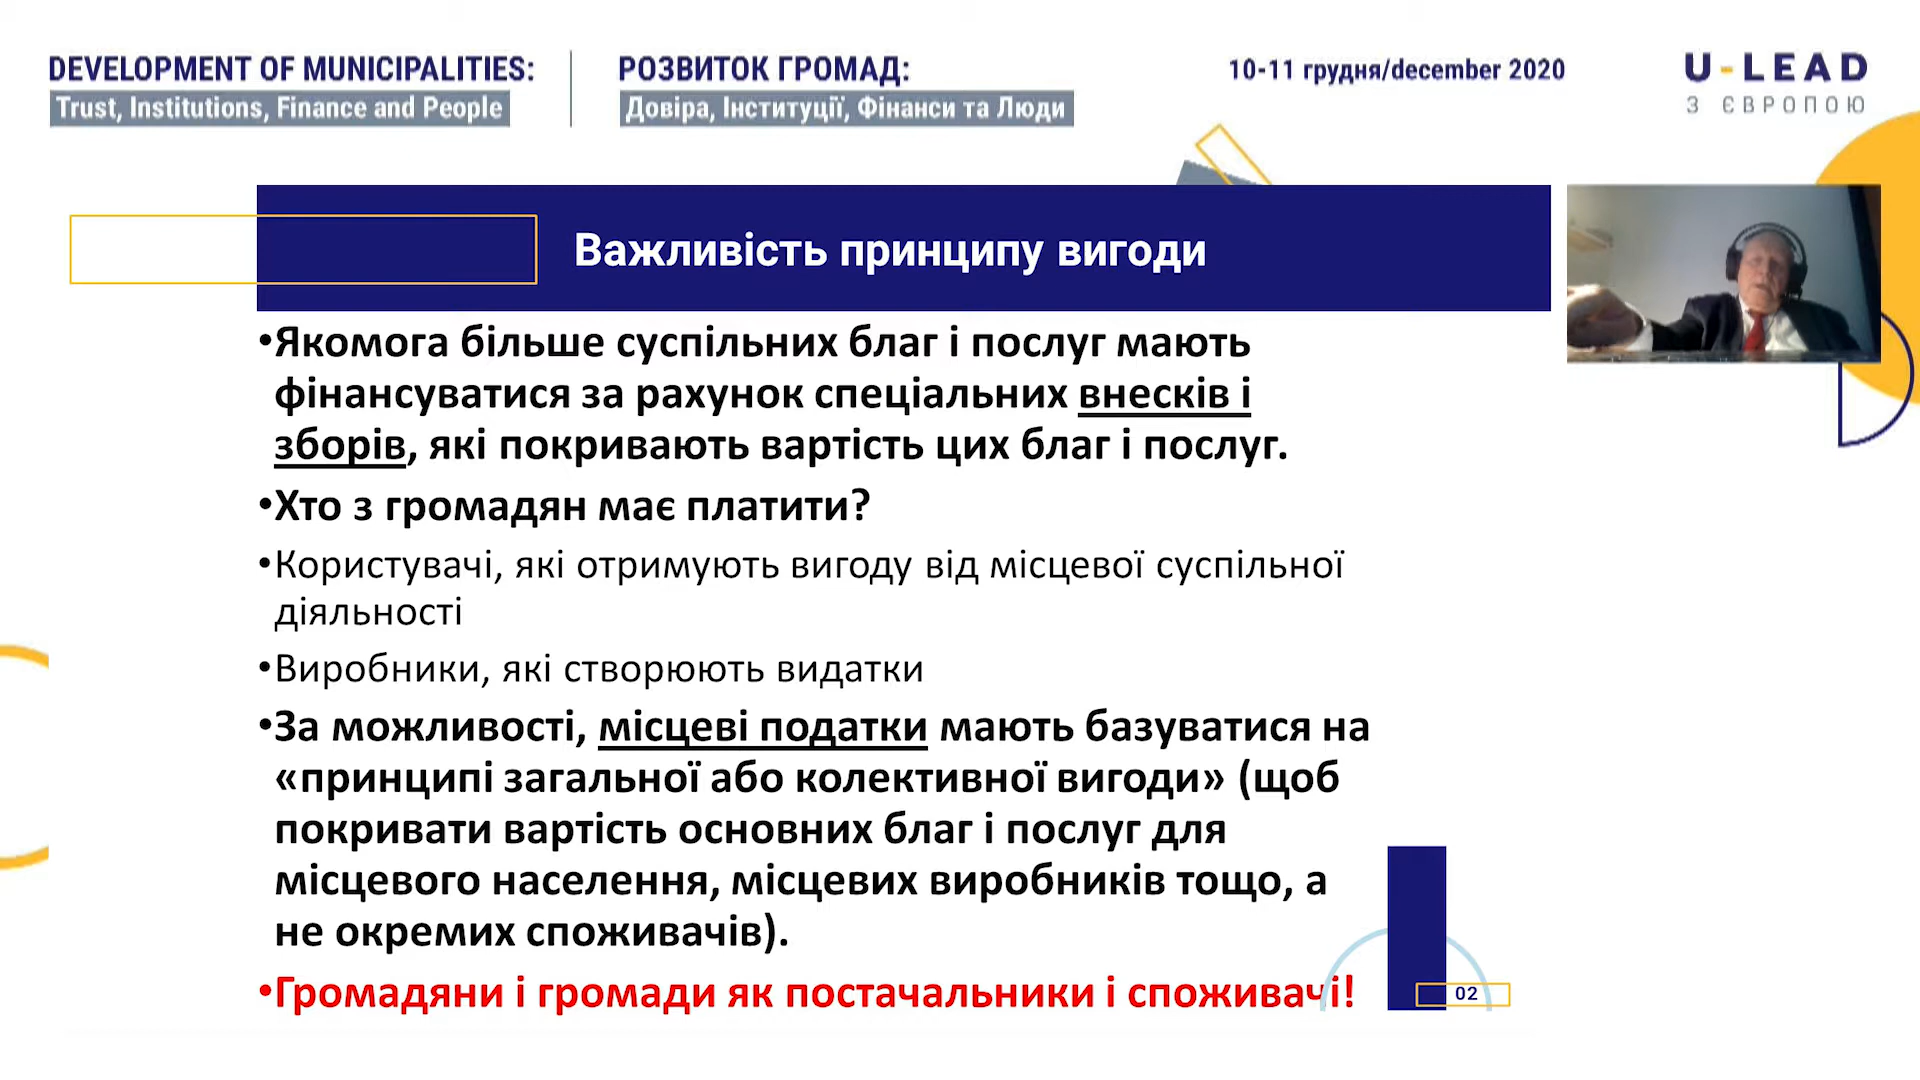 DEVELOPMENT OF MUNICIPALITIES:
Trust, Institutions, Finance and People
РОЗВИТОК ГРОМАД:
Довіра, Інституції, Фінанси та Люди
10-11 грудня/december 2020
U-LEAD
З ЄВРОПОЮ
Важливість принципу вигоди
•Якомога більше суспільних благ і послуг мають
фінансуватися за рахунок спеціальних внесків і
зборів, які покривають вартість цих благ і послуг.
•Хто з громадян має платити?
•Користувачі, які отримують вигоду від місцевої суспільної
діяльності
•Виробники, які створюють видатки
•За можливості, місцеві податки мають базуватися на
«принципі загальної або колективної вигоди» (щоб
покривати вартість основних благ і послуг для
місцевого населення, місцевих виробників тощо, а
не окремих споживачів).
•Громадяни і громади як постачальники і споживачі!
02